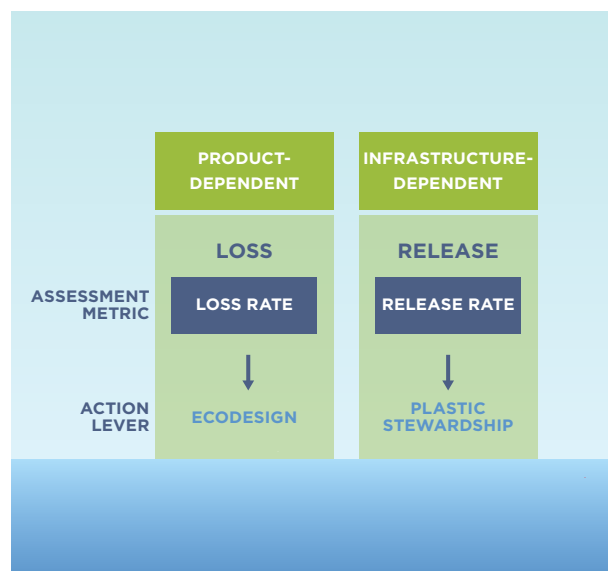 PRODUCT-
DEPENDENT
INFRASTRUCTURE-
DEPENDENT
LOSS
RELEASE
ASSESSMENT
METRIC
LOSS RATE
RELEASE RATE
ACTION
LEVER
ECODESIGN
PLASTIC
STEWARDSHIP